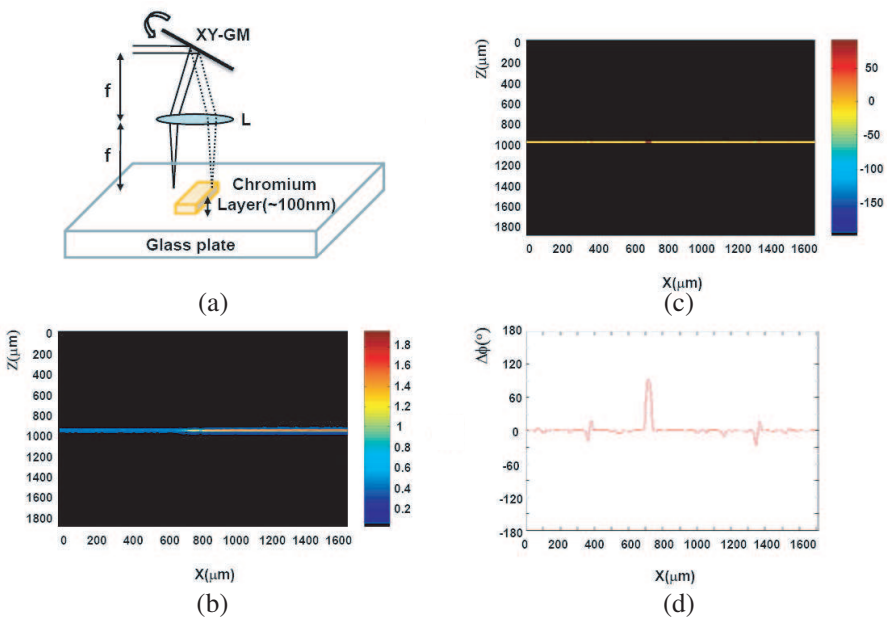 XY-GM
f
f
L
Chromium
Layer(~100nm)
Glass plate
(a)
Z(μm)
0
200
400
600
800
1000
1200
1400
1600
1800
0 200 400 600 800 1000 1200 1400 1600
X(μm)
50
0
-50
-100
-150
(c)
Z(μm)
0
200
400
600
800
1000
1200
1400
1600
1800
0 200 400 600 800 1000 1200 1400 1600
X(μm)
1.8
1.6
1.4
1.2
1
0.8
0.6
0.4
0.2
(b)
Δϕ(°)
180
120
60
0
-60
-120
-180
0 200 400 600 800 1000 1200 1400 1600
X(μm)
(d)